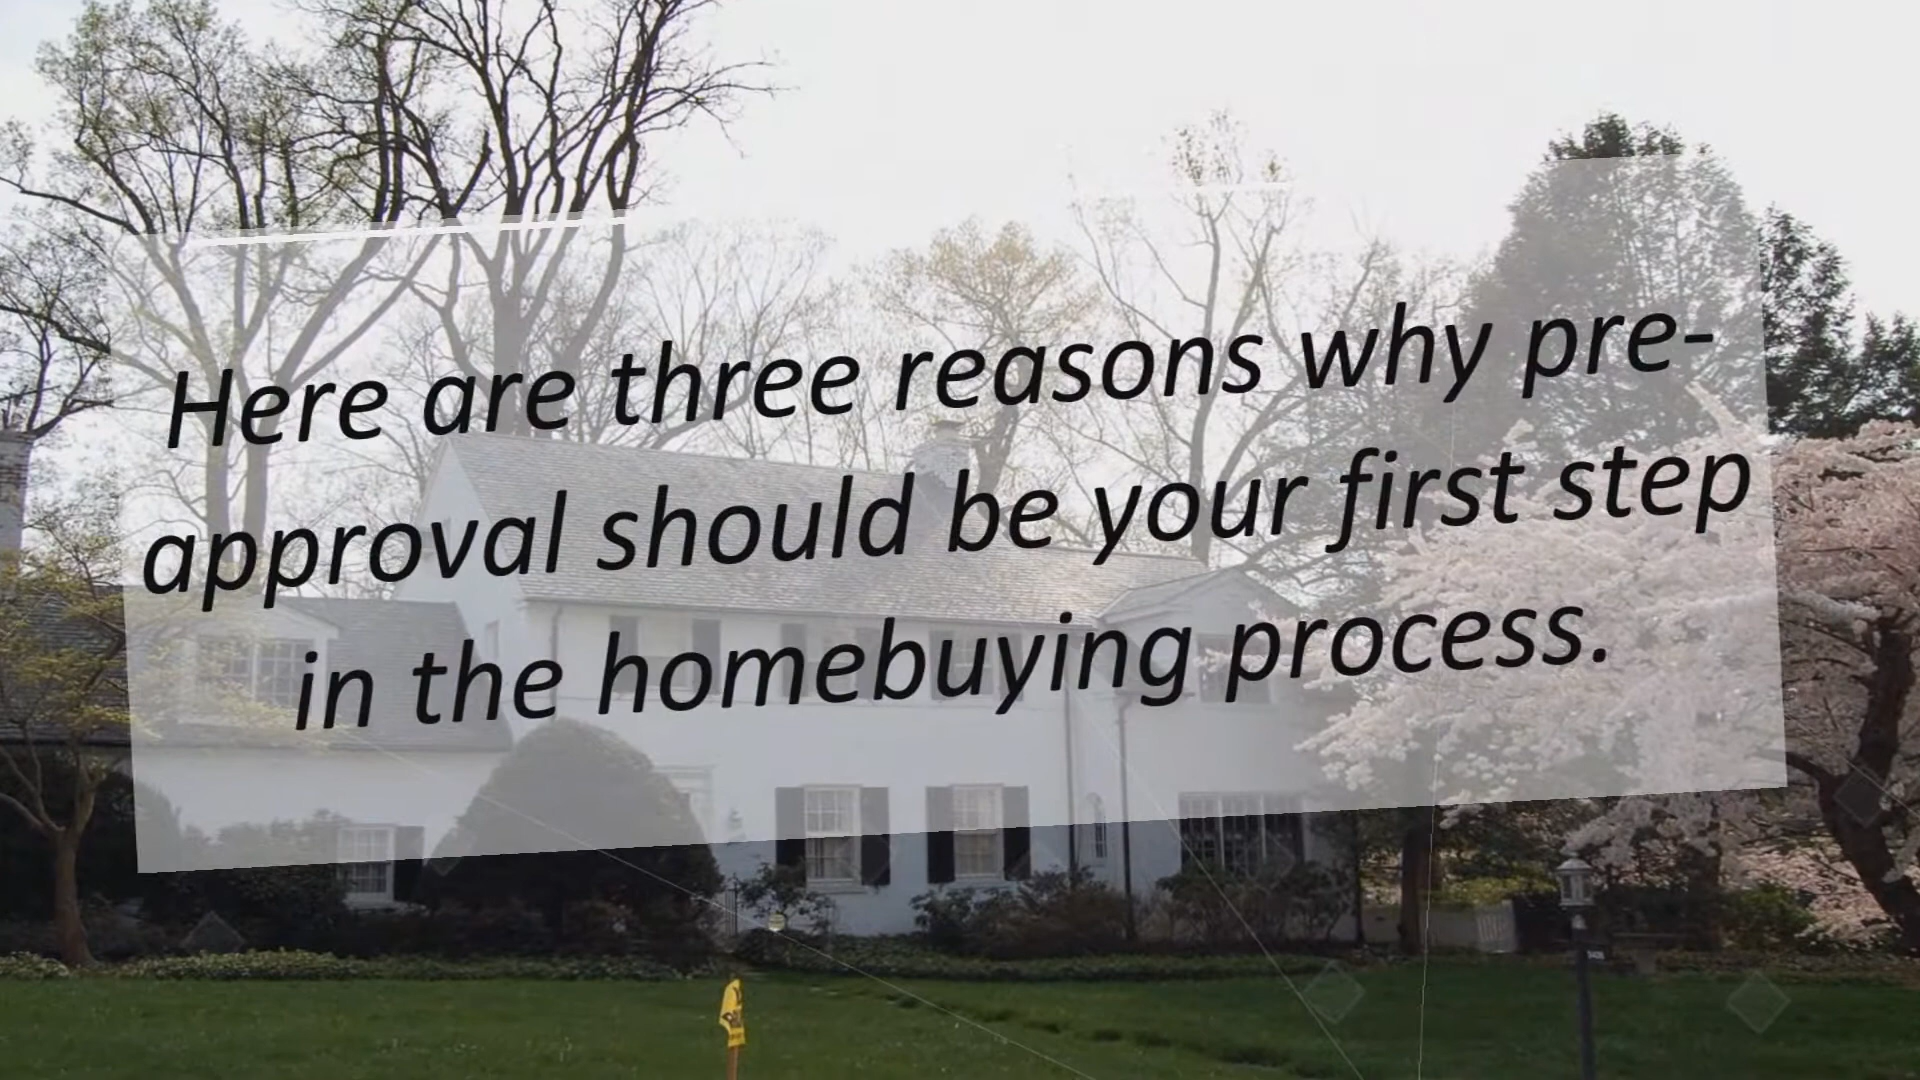 Here are three reasons why pre-
approval should be your first step
in the homebuying process.